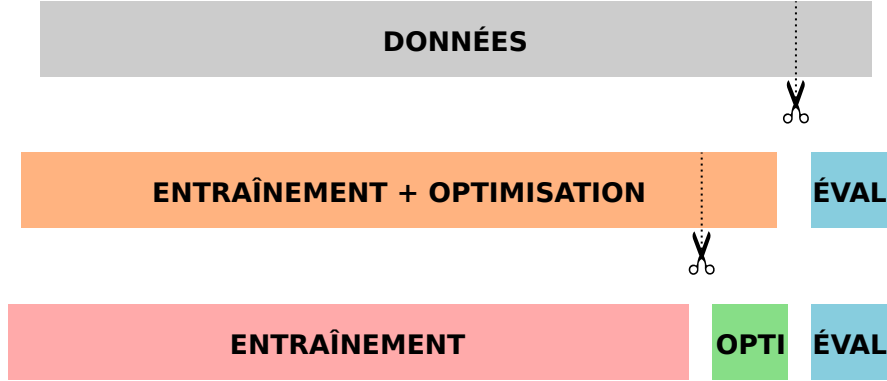 DONNÉES
ENTRAÎNEMENT + OPTIMISATION ÉVAL
ENTRAÎNEMENT OPTI ÉVAL